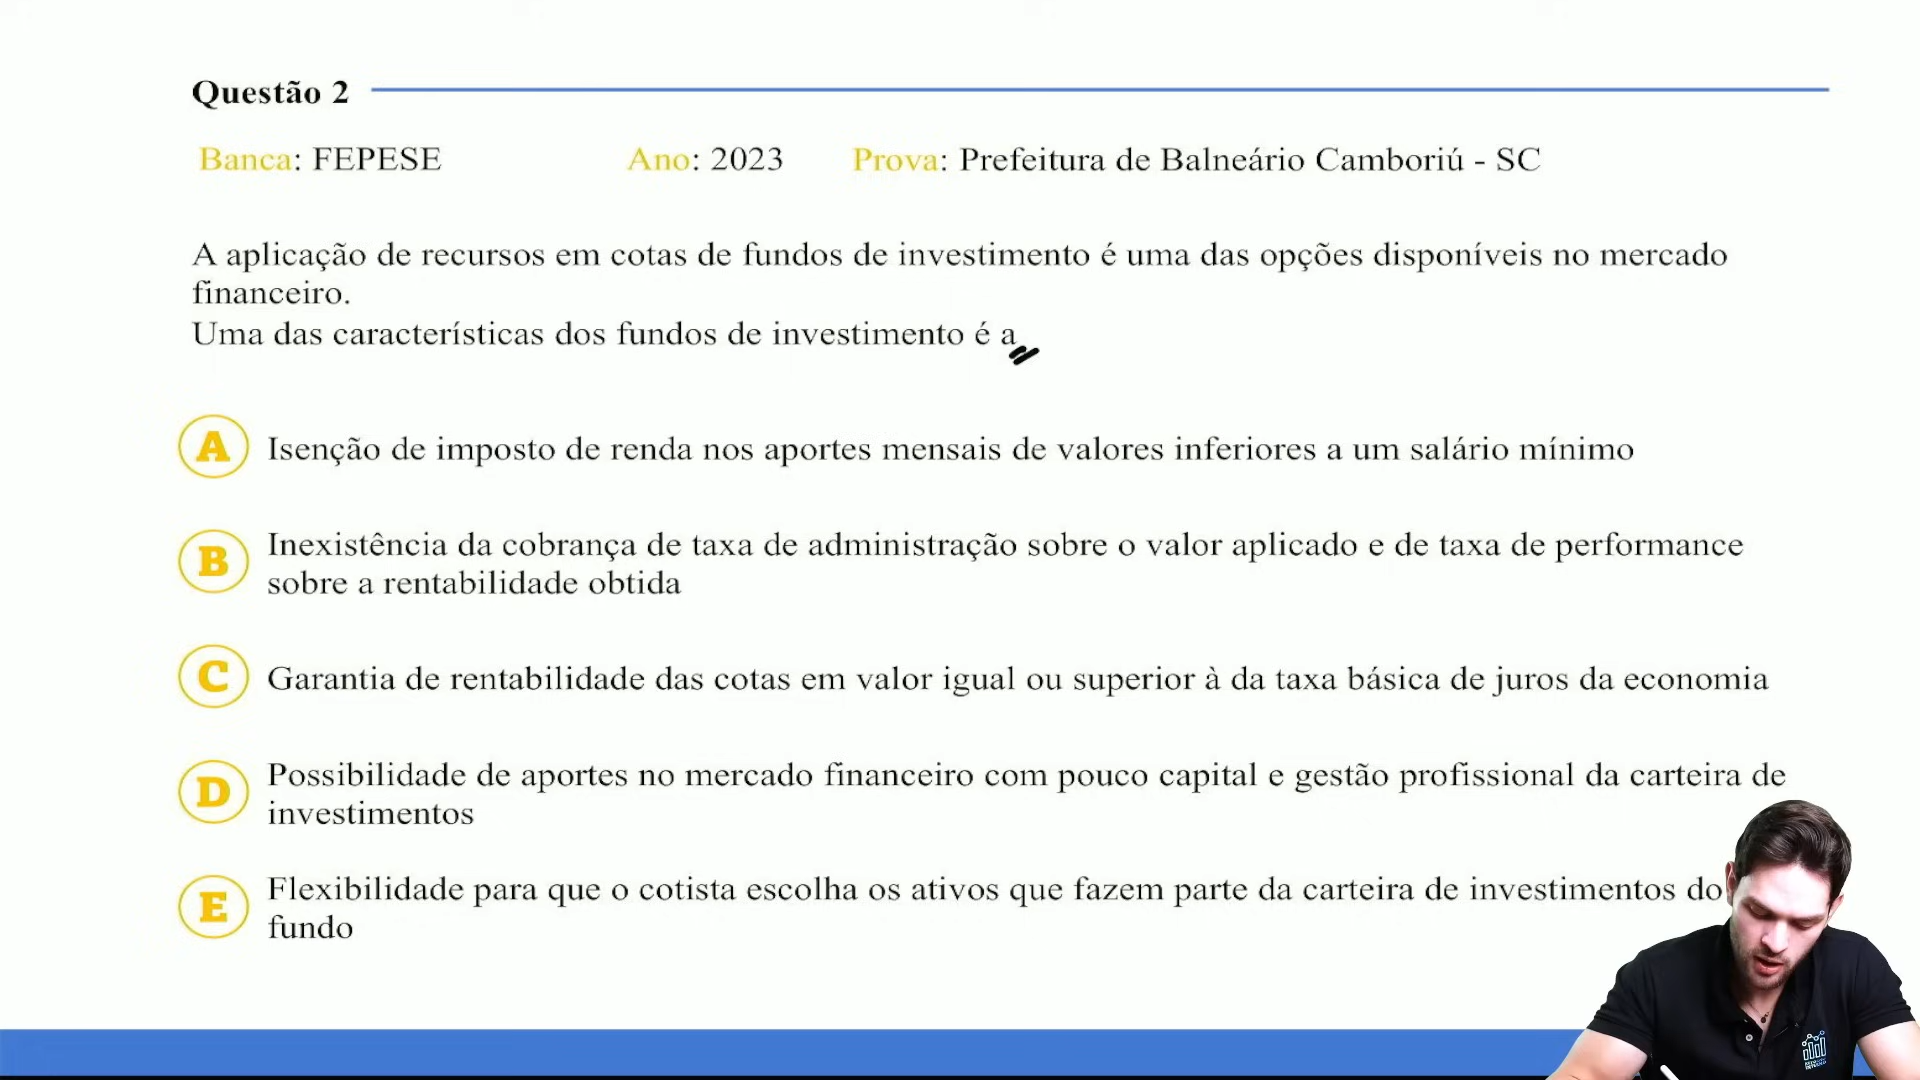 Questão 2
Banca: FEPESE Ano: 2023 Prova: Prefeitura de Balneário Camboriú - SC
A aplicação de recursos em cotas de fundos de investimento é uma das opções disponíveis no mercado
financeiro.
Uma das características dos fundos de investimento é a
A Isenção de imposto de renda nos aportes mensais de valores inferiores a um salário mínimo
B Inexistência da cobrança de taxa de administração sobre o valor aplicado e de taxa de performance
sobre a rentabilidade obtida
C Garantia de rentabilidade das cotas em valor igual ou superior à da taxa básica de juros da economia
D Possibilidade de aportes no mercado financeiro com pouco capital e gestão profissional da carteira de
investimentos
E Flexibilidade para que o cotista escolha os ativos que fazem parte da carteira de investimentos do
fundo